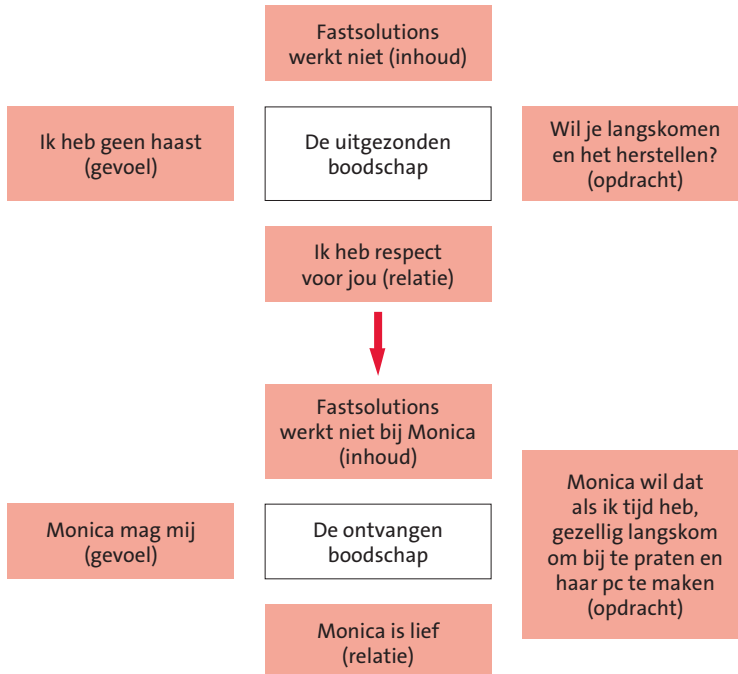 Fastsolutions
werkt niet (inhoud)
Ik heb geen haast
(gevoel)
De uitgezonden
boodschap
Wil je langskomen
en het herstellen?
(opdracht)
Ik heb respect
voor jou (relatie)
Fastsolutions
werkt niet bij Monica
(inhoud)
Monica mag mij
(gevoel)
De ontvangen
boodschap
Monica wil dat
als ik tijd heb,
gezellig langskom
om bij te praten en
haar pc te maken
(opdracht)
Monica is lief
(relatie)